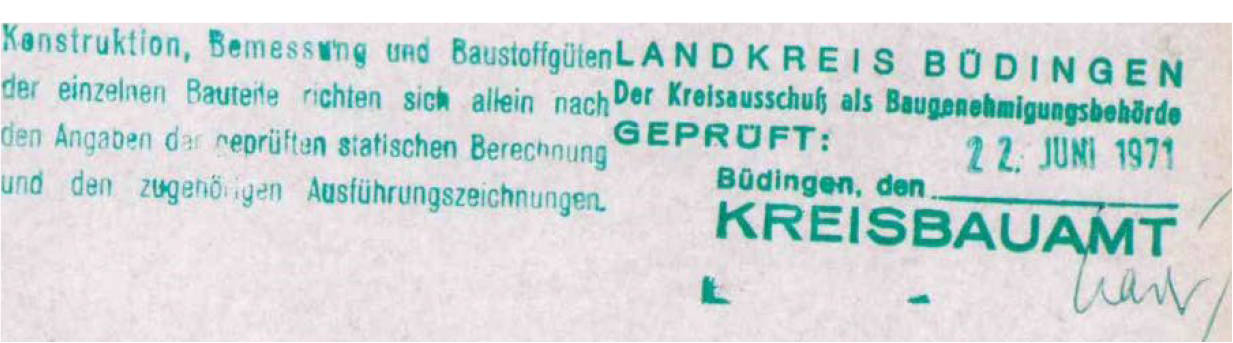 Konstruktion, Bemessung und Baustoffgüten
der einzelnen Bauteile richten sich allein nach
den Angaben der geprüften statischen Berechnung
und den zugehörigen Ausführungszeichnungen.
LANDKREIS BÜDINGEN
Der Kreisausschuß als Baugenehmigungsbehörde
GEPRÜFT:
22. JUNI 1971
Büdingen, den
KREISBAUAMT